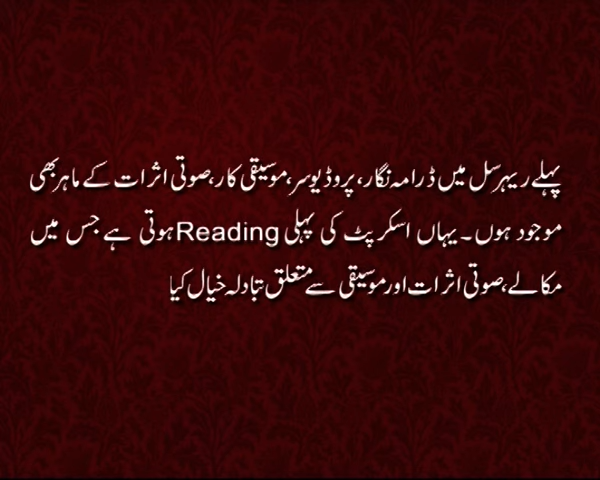 پہلے ریہرسل میں ڈرامہ نگار، پروڈیوسر، موسیقی کار، صوتی اثرات کے ماہر بھی
موجود ہوں۔ یہاں اسکرپٹ کی پہلی Reading ہوتی ہے جس میں
مکالے، صوتی اثرات اور موسیقی سے متعلق تبادلہ خیال کیا